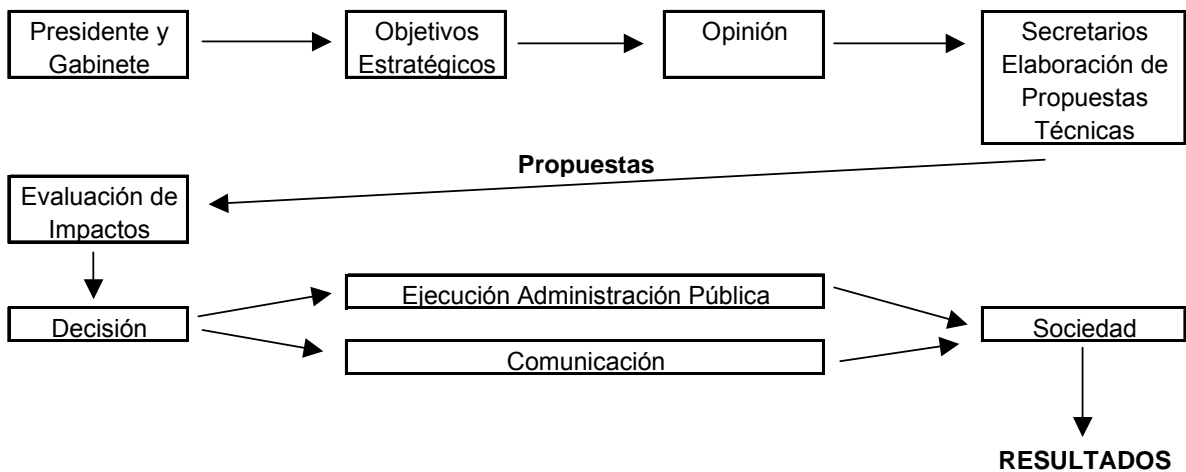 Presidente y
Gabinete
Objetivos
Estratégicos
Opinión
Secretarios
Elaboración de
Propuestas
Técnicas
Propuestas
Evaluación de
Impactos
Decisión
Ejecución Administración Pública
Comunicación
Sociedad
RESULTADOS